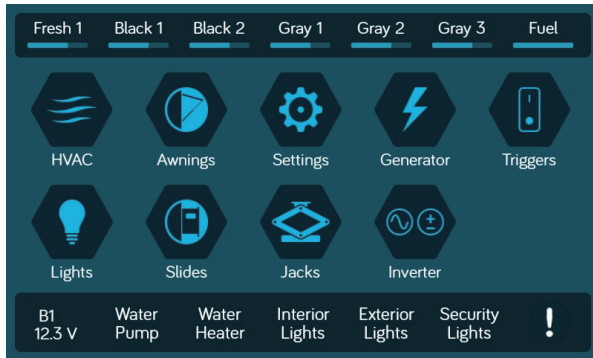 Fresh 1 Black 1 Black 2 Gray 1 Gray 2 Gray 3 Fuel
HVAC Awnings Settings Generator Triggers
Lights Slides Jacks Inverter
B1 Water Water Interior Exterior Security
12.3 V Pump Heater Lights Lights Lights !